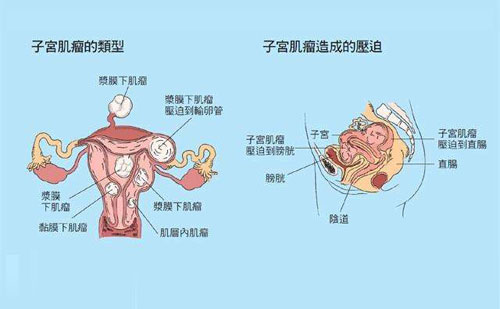 子宮肌瘤的類型
漿膜下肌瘤
漿膜下肌瘤
壓迫到輸卵管
漿膜
下肌瘤
黏膜下肌瘤
漿膜下肌瘤
肌層內肌瘤
子宮肌瘤造成的壓迫
子宮
子宮肌瘤
壓迫到膀胱
膀胱
陰道
子宮肌瘤
壓迫到直腸
直腸